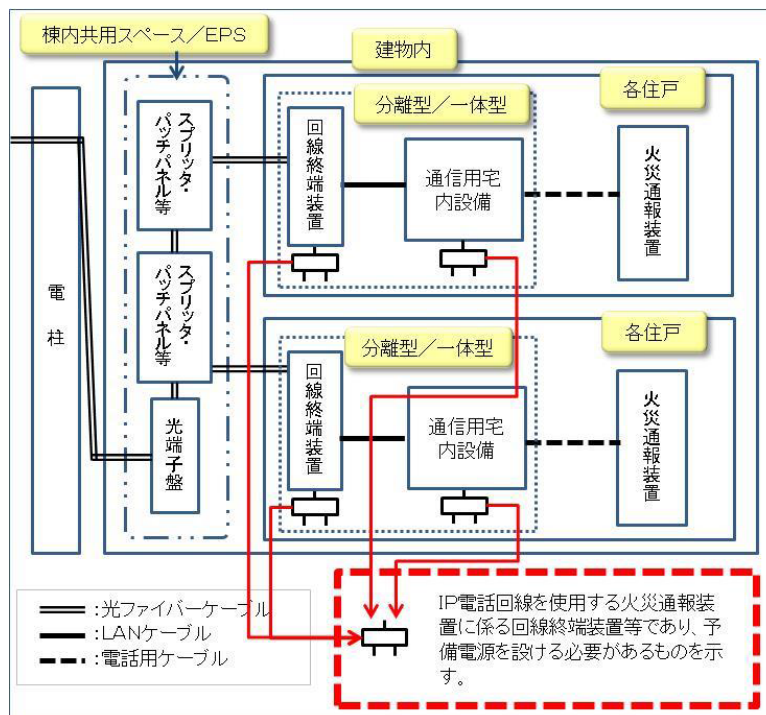 棟内共用スペース／EPS
建物内
電柱
スプリッタ・
パッチパネル等
スプリッタ・
パッチパネル等
光端子盤
分離型／一体型
各住戸
回線終端装置
通信用宅
内設備
火災通報装置
分離型／一体型
各住戸
回線終端装置
通信用宅
内設備
火災通報装置
:光ファイバーケーブル
:LANケーブル
:電話用ケーブル
IP電話回線を使用する火災通報装
置に係る回線終端装置等であり、予
備電源を設ける必要があるものを示
す。